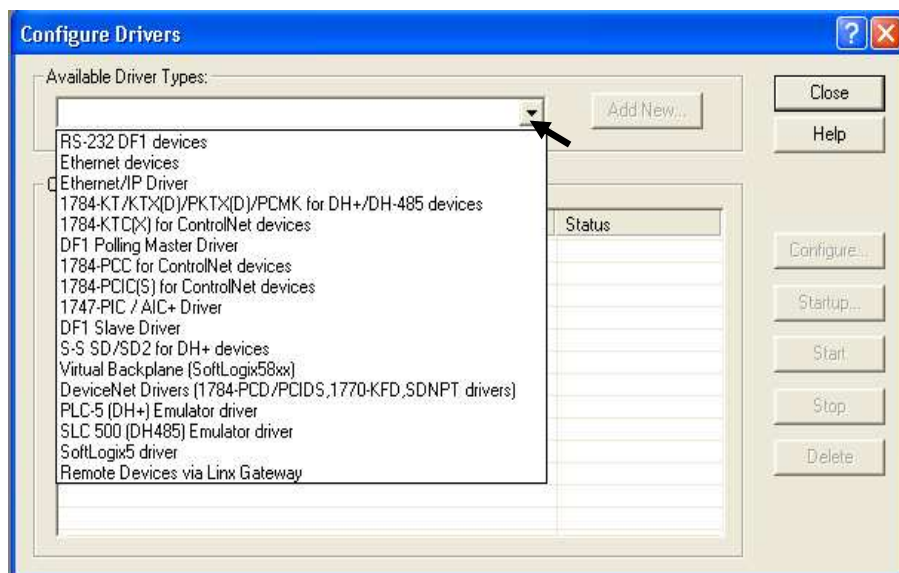 Configure Drivers
Available Driver Types:
Add New...
Close
Help
RS-232 DF1 devices
Ethernet devices
Ethernet/IP Driver
1784-KT/KTX(D)/PKTX(D)/PCMK for DH+/DH-485 devices
1784-KTC(X) for ControlNet devices
DF1 Polling Master Driver
1784-PCC for ControlNet devices
1784-PCIC(S) for ControlNet devices
1747-PIC / AIC+ Driver
DF1 Slave Driver
S-S SD/SD2 for DH+ devices
Virtual Backplane (SoftLogix58xx)
DeviceNet Drivers (1784-PCD/PCIDS,1770-KFD,SDNPT drivers)
PLC-5 (DH+) Emulator driver
SLC 500 (DH485) Emulator driver
SoftLogix5 driver
Remote Devices via Linx Gateway
Status
Configure...
Startup...
Start
Stop
Delete